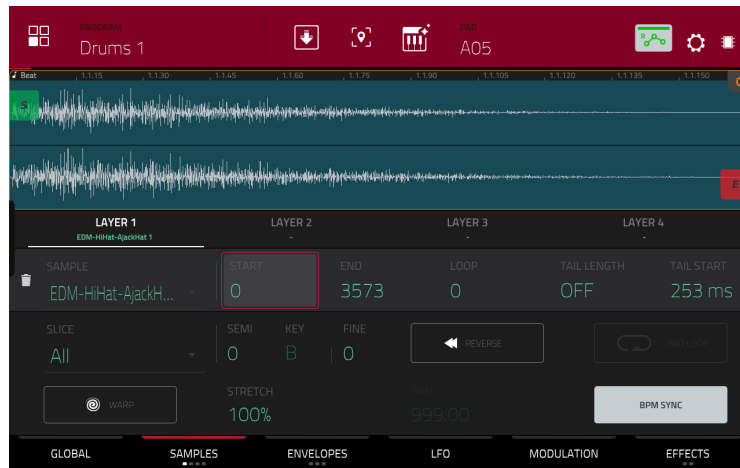 PROGRAM
Drums 1
PAD
A05
Beat 1.1.15 1.1.30 1.1.45 1.1.60 1.1.75 1.1.90 1.1.105 1.1.120 1.1.135 1.1.150
S
E
LAYER 1 LAYER 2 LAYER 3 LAYER 4
EDM-HiHat-AjackHat 1 - - -
SAMPLE START END LOOP TAIL LENGTH TAIL START
EDM-HiHat-AjackH... 0 3573 0 OFF 253 ms
SLICE SEMI KEY FINE
All 0 B 0
REVERSE PAD LOOP
WARP
STRETCH BPM
100% 999.00
BPM SYNC
GLOBAL SAMPLES ENVELOPES LFO MODULATION EFFECTS